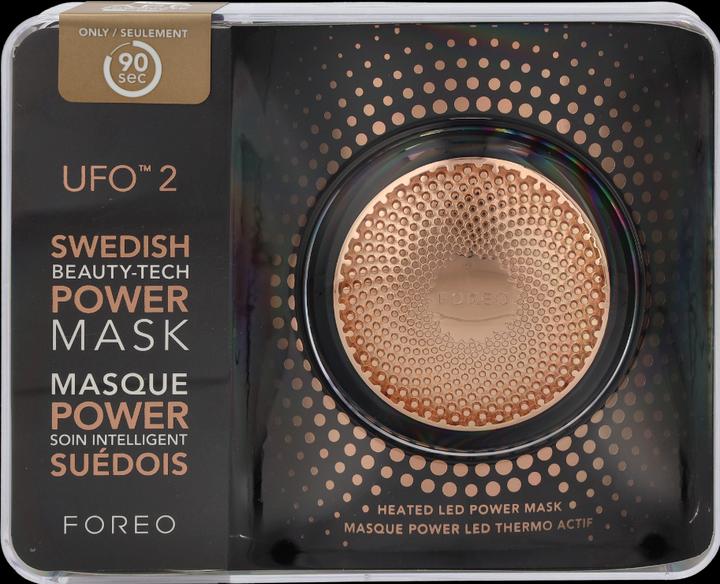 ONLY / SEULEMENT
90
sec
UFO™ 2
SWEDISH
BEAUTY-TECH
POWER
MASK
MASQUE
POWER
SOIN INTELLIGENT
SUÉDOIS
FOREO
FOREO
HEATED LED POWER MASK
MASQUE POWER LED THERMO ACTIF